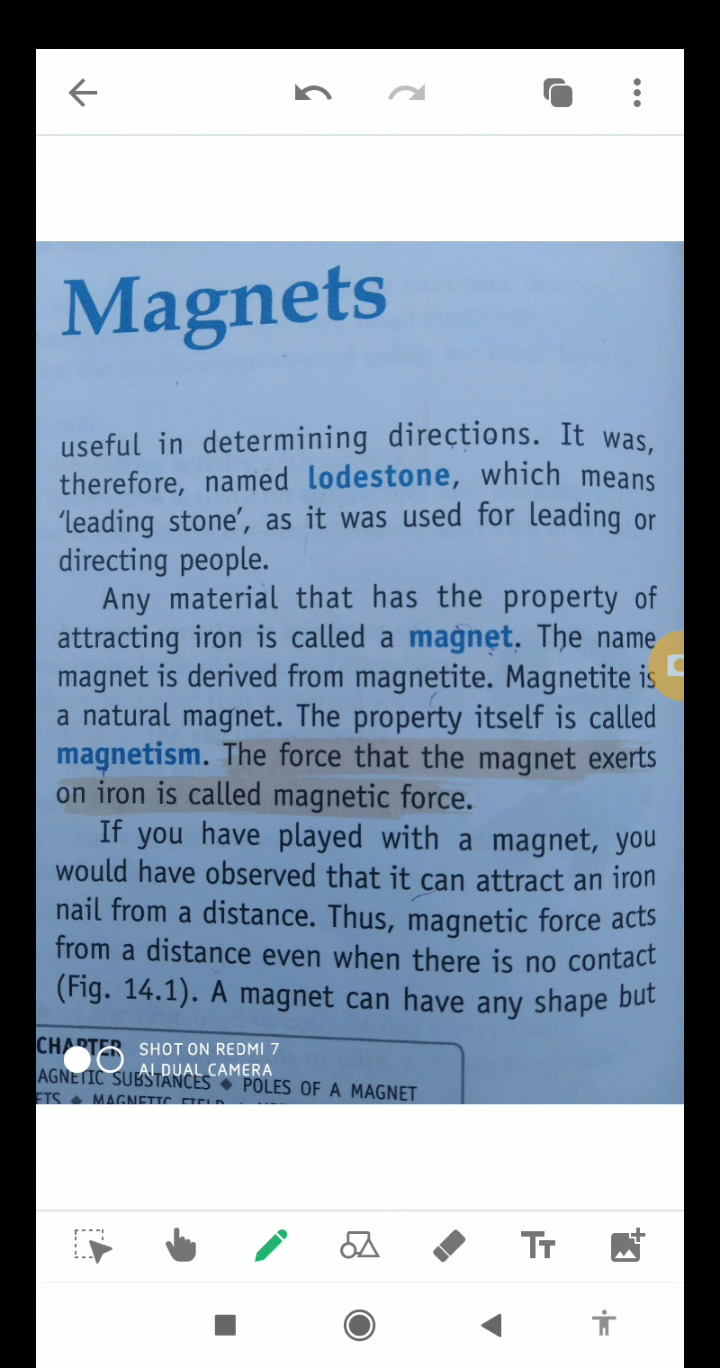 Magnets
useful in determining directions. It was,
therefore, named lodestone, which means
'leading stone', as it was used for leading or
directing people.
Any material that has the property of
attracting iron is called a magnet. The name
magnet is derived from magnetite. Magnetite is
a natural magnet. The property itself is called
magnetism. The force that the magnet exerts
on iron is called magnetic force.
If you have played with a magnet, you
would have observed that it can attract an iron
nail from a distance. Thus, magnetic force acts
from a distance even when there is no contact
(Fig. 14.1). A magnet can have any shape but
CHAPTER
SHOT ON REDMI 7
AI DUAL CAMERA
AGNETIC SUBSTANCES ◆ POLES OF A MAGNET
ETS ◆ MAGNETIC FIELD ◆
TT